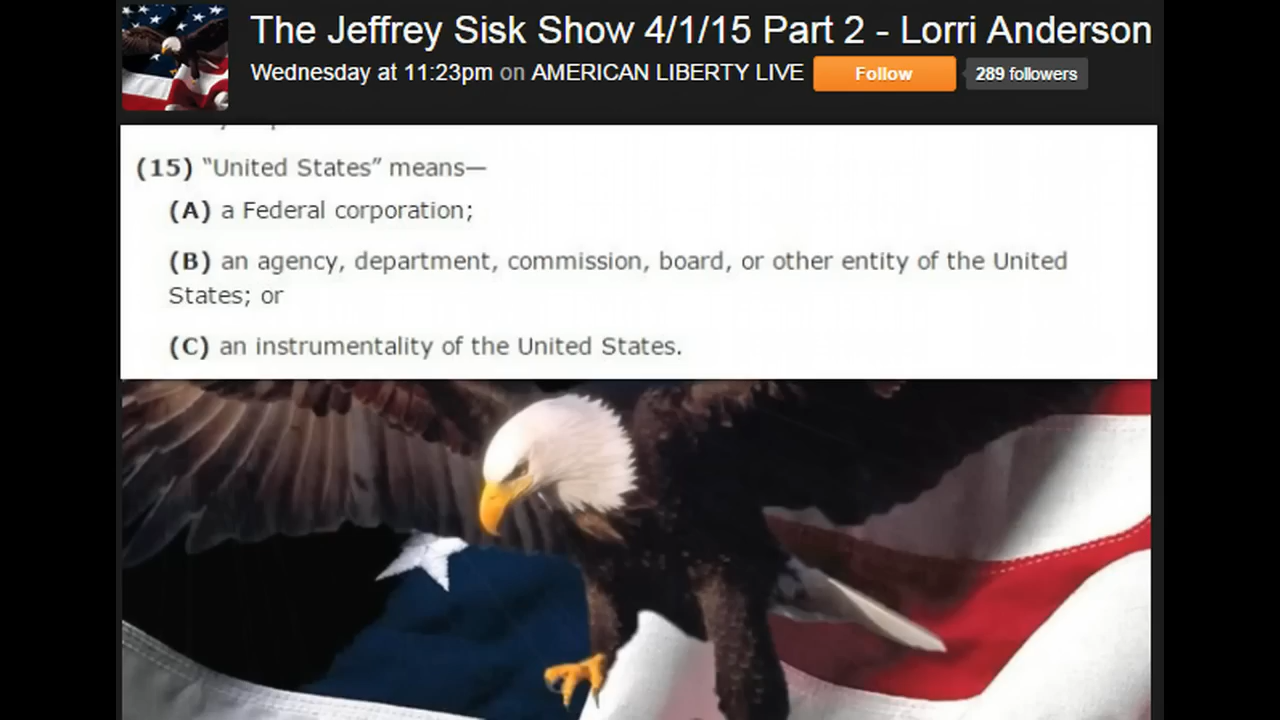 The Jeffrey Sisk Show 4/1/15 Part 2 - Lorri Anderson
Wednesday at 11:23pm on AMERICAN LIBERTY LIVE Follow 289 followers
(15) “United States” means—
(A) a Federal corporation;
(B) an agency, department, commission, board, or other entity of the United
States; or
(C) an instrumentality of the United States.